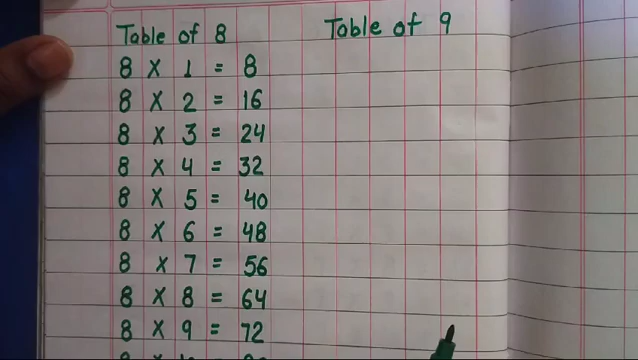 Table of 8
Table of 9
8 X 1 = 8
8 X 2 = 16
8 X 3 = 24
8 X 4 = 32
8 X 5 = 40
8 X 6 = 48
8 X 7 = 56
8 X 8 = 64
8 X 9 = 72